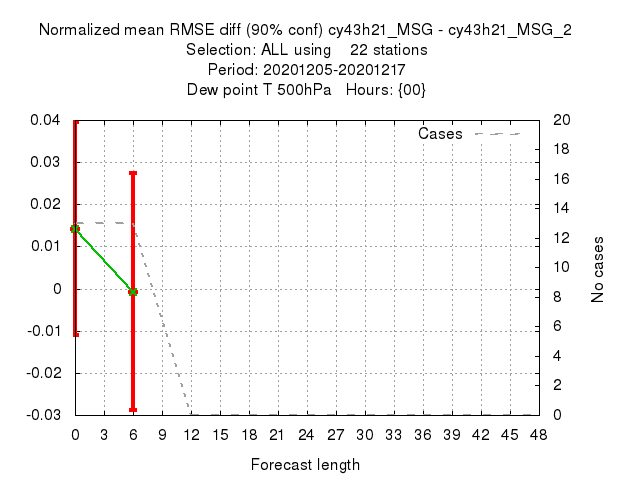 Normalized mean RMSE diff (90% conf) cy43h21_MSG - cy43h21_MSG_2
Selection: ALL using    22 stations
Period: 20201205-20201217
Dew point T 500hPa   Hours: {00}
Cases
0.04
0.03
0.02
0.01
0
-0.01
-0.02
-0.03
20
18
16
14
12
10
8
6
4
2
0
No cases
0 3 6 9 12 15 18 21 24 27 30 33 36 39 42 45 48
Forecast length